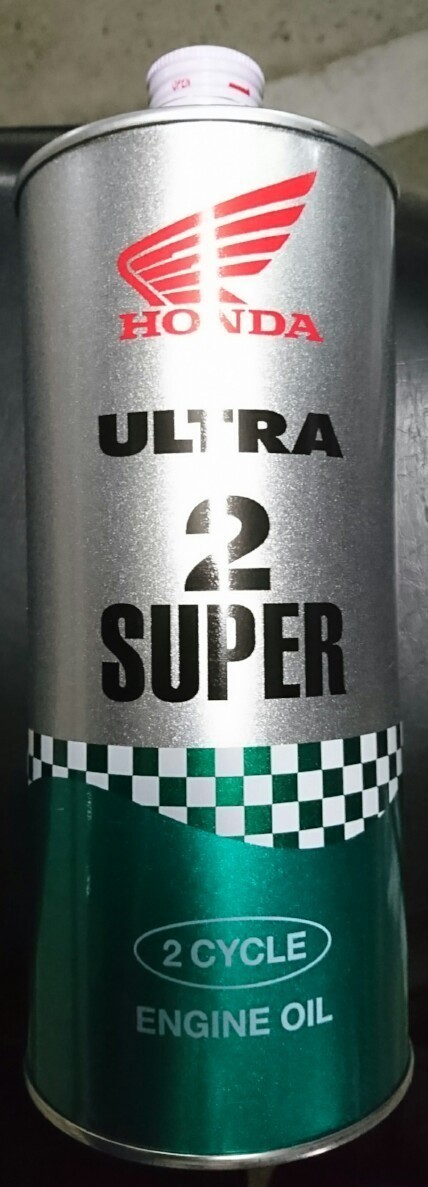 HONDA
ULTRA
2
SUPER
2 CYCLE
ENGINE OIL